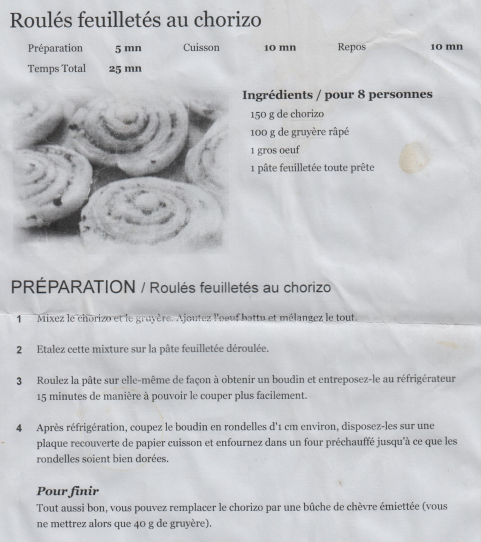 Roulés feuilletés au chorizo
Préparation 5 mn Cuisson 10 mn Repos 10 mn
Temps Total 25 mn
Ingrédients / pour 8 personnes
150 g de chorizo
100 g de gruyère râpé
1 gros oeuf
1 pâte feuilletée toute prête
PRÉPARATION / Roulés feuilletés au chorizo
1 Mixez le chorizo et le gruyère. Ajoutez l'oeuf battu et mélangez le tout.
2 Etalez cette mixture sur la pâte feuilletée déroulée.
3 Roulez la pâte sur elle-même de façon à obtenir un boudin et entreposez-le au réfrigérateur
15 minutes de manière à pouvoir le couper plus facilement.
4 Après réfrigération, coupez le boudin en rondelles d'1 cm environ, disposez-les sur une
plaque recouverte de papier cuisson et enfournez dans un four préchauffé jusqu'à ce que les
rondelles soient bien dorées.
Pour finir
Tout aussi bon, vous pouvez remplacer le chorizo par une bûche de chèvre émiettée (vous
ne mettrez alors que 40 g de gruyère).